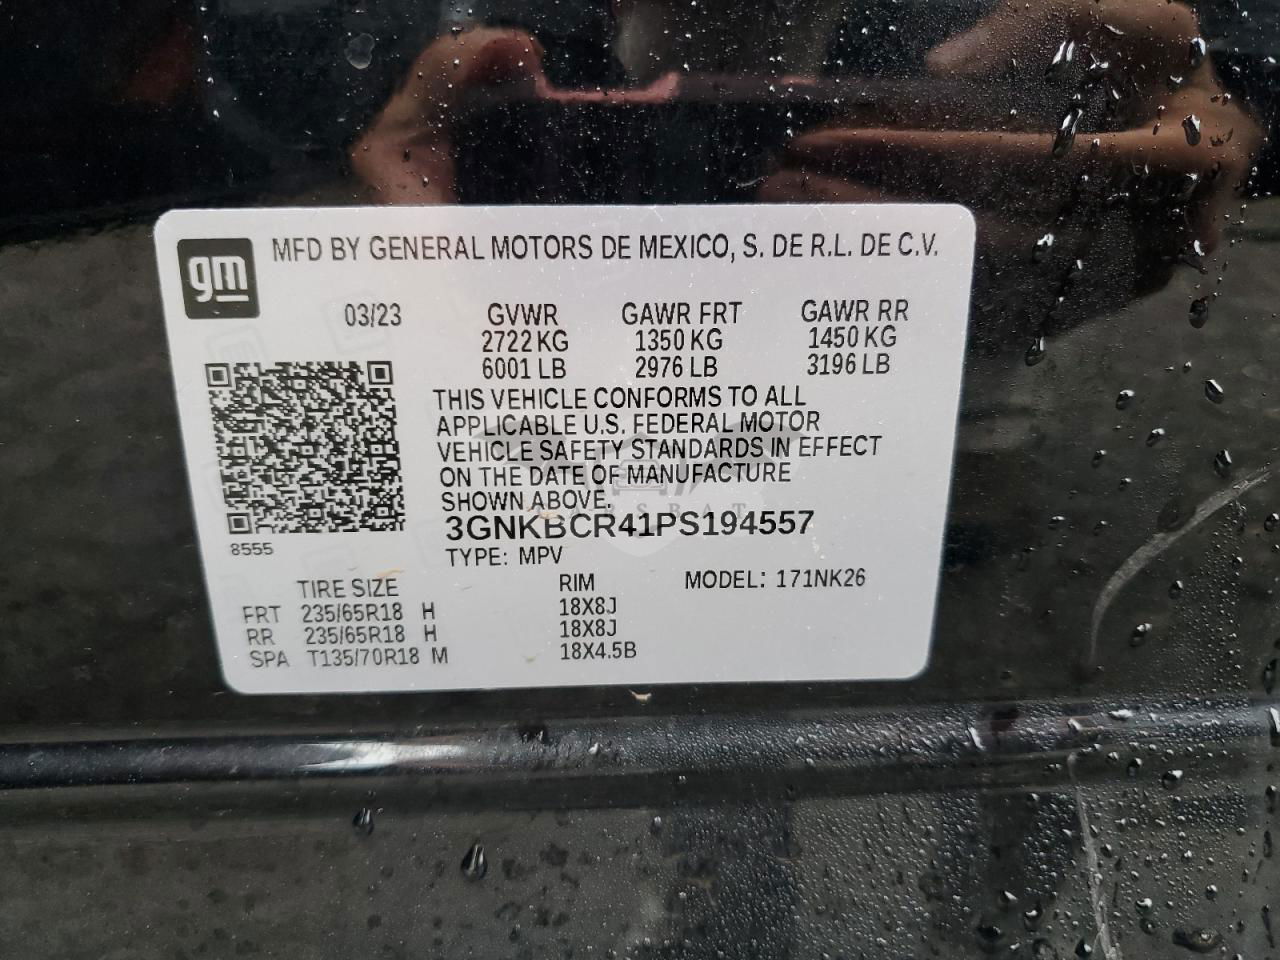 gm
MFD BY GENERAL MOTORS DE MEXICO, S. DE R.L. DE C.V.
03/23 GVWR GAWR FRT GAWR RR
2722 KG 1350 KG 1450 KG
6001 LB 2976 LB 3196 LB
THIS VEHICLE CONFORMS TO ALL
APPLICABLE U.S. FEDERAL MOTOR
VEHICLE SAFETY STANDARDS IN EFFECT
ON THE DATE OF MANUFACTURE
SHOWN ABOVE.
3GNKBCR41PS194557
8555
TYPE: MPV
TIRE SIZE RIM MODEL: 171NK26
FRT 235/65R18 H 18X8J
RR 235/65R18 H 18X8J
SPA T135/70R18 M 18X4.5B